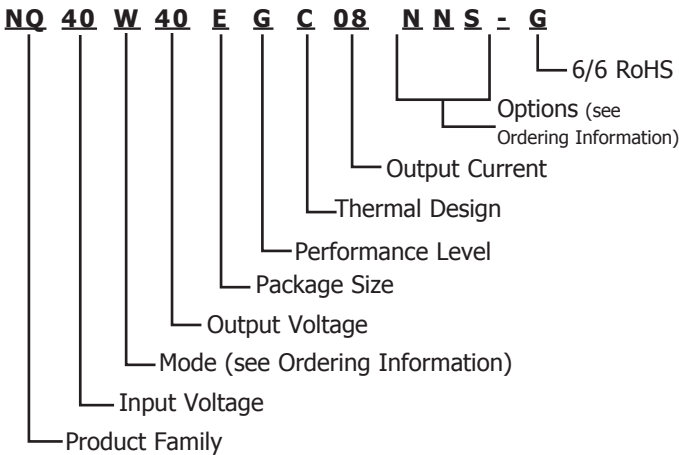 NQ 40 W 40 E G C 08 N N S - G
6/6 RoHS
Options (see
Ordering Information)
Output Current
Thermal Design
Performance Level
Package Size
Output Voltage
Mode (see Ordering Information)
Input Voltage
Product Family